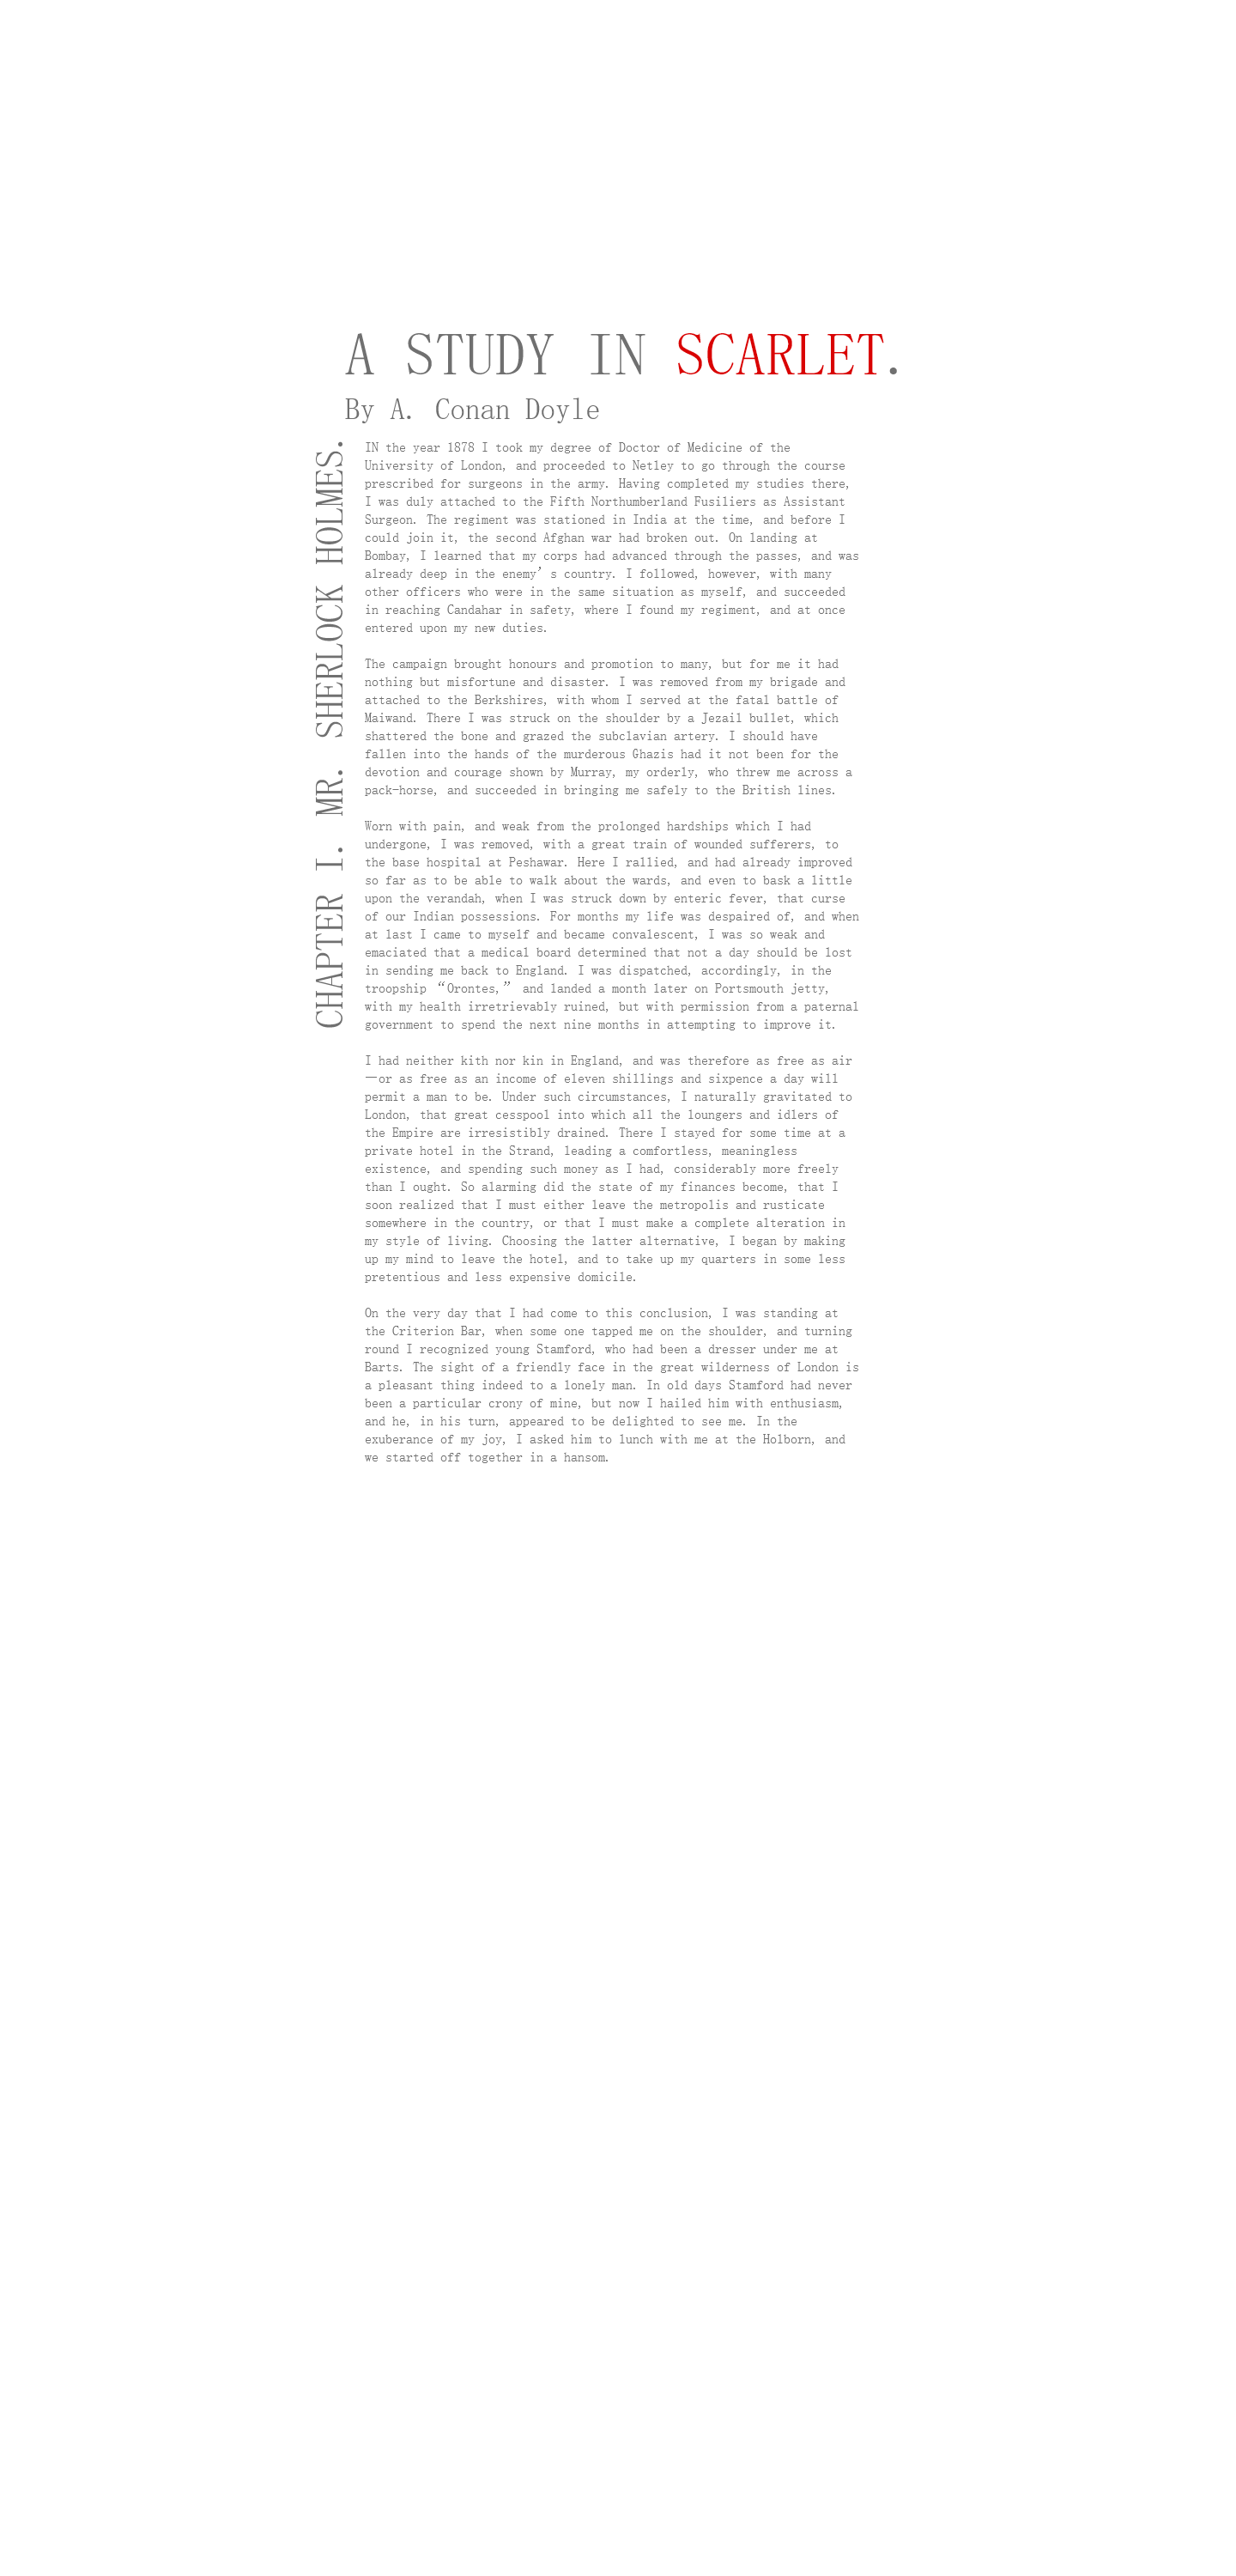 A STUDY IN SCARLET.
By A. Conan Doyle
CHAPTER I. MR. SHERLOCK HOLMES.
IN the year 1878 I took my degree of Doctor of Medicine of the
University of London, and proceeded to Netley to go through the course
prescribed for surgeons in the army. Having completed my studies there,
I was duly attached to the Fifth Northumberland Fusiliers as Assistant
Surgeon. The regiment was stationed in India at the time, and before I
could join it, the second Afghan war had broken out. On landing at
Bombay, I learned that my corps had advanced through the passes, and was
already deep in the enemy’s country. I followed, however, with many
other officers who were in the same situation as myself, and succeeded
in reaching Candahar in safety, where I found my regiment, and at once
entered upon my new duties.

The campaign brought honours and promotion to many, but for me it had
nothing but misfortune and disaster. I was removed from my brigade and
attached to the Berkshires, with whom I served at the fatal battle of
Maiwand. There I was struck on the shoulder by a Jezail bullet, which
shattered the bone and grazed the subclavian artery. I should have
fallen into the hands of the murderous Ghazis had it not been for the
devotion and courage shown by Murray, my orderly, who threw me across a
pack-horse, and succeeded in bringing me safely to the British lines.

Worn with pain, and weak from the prolonged hardships which I had
undergone, I was removed, with a great train of wounded sufferers, to
the base hospital at Peshawar. Here I rallied, and had already improved
so far as to be able to walk about the wards, and even to bask a little
upon the verandah, when I was struck down by enteric fever, that curse
of our Indian possessions. For months my life was despaired of, and when
at last I came to myself and became convalescent, I was so weak and
emaciated that a medical board determined that not a day should be lost
in sending me back to England. I was dispatched, accordingly, in the
troopship “Orontes,” and landed a month later on Portsmouth jetty,
with my health irretrievably ruined, but with permission from a paternal
government to spend the next nine months in attempting to improve it.

I had neither kith nor kin in England, and was therefore as free as air
—or as free as an income of eleven shillings and sixpence a day will
permit a man to be. Under such circumstances, I naturally gravitated to
London, that great cesspool into which all the loungers and idlers of
the Empire are irresistibly drained. There I stayed for some time at a
private hotel in the Strand, leading a comfortless, meaningless
existence, and spending such money as I had, considerably more freely
than I ought. So alarming did the state of my finances become, that I
soon realized that I must either leave the metropolis and rusticate
somewhere in the country, or that I must make a complete alteration in
my style of living. Choosing the latter alternative, I began by making
up my mind to leave the hotel, and to take up my quarters in some less
pretentious and less expensive domicile.

On the very day that I had come to this conclusion, I was standing at
the Criterion Bar, when some one tapped me on the shoulder, and turning
round I recognized young Stamford, who had been a dresser under me at
Barts. The sight of a friendly face in the great wilderness of London is
a pleasant thing indeed to a lonely man. In old days Stamford had never
been a particular crony of mine, but now I hailed him with enthusiasm,
and he, in his turn, appeared to be delighted to see me. In the
exuberance of my joy, I asked him to lunch with me at the Holborn, and
we started off together in a hansom.